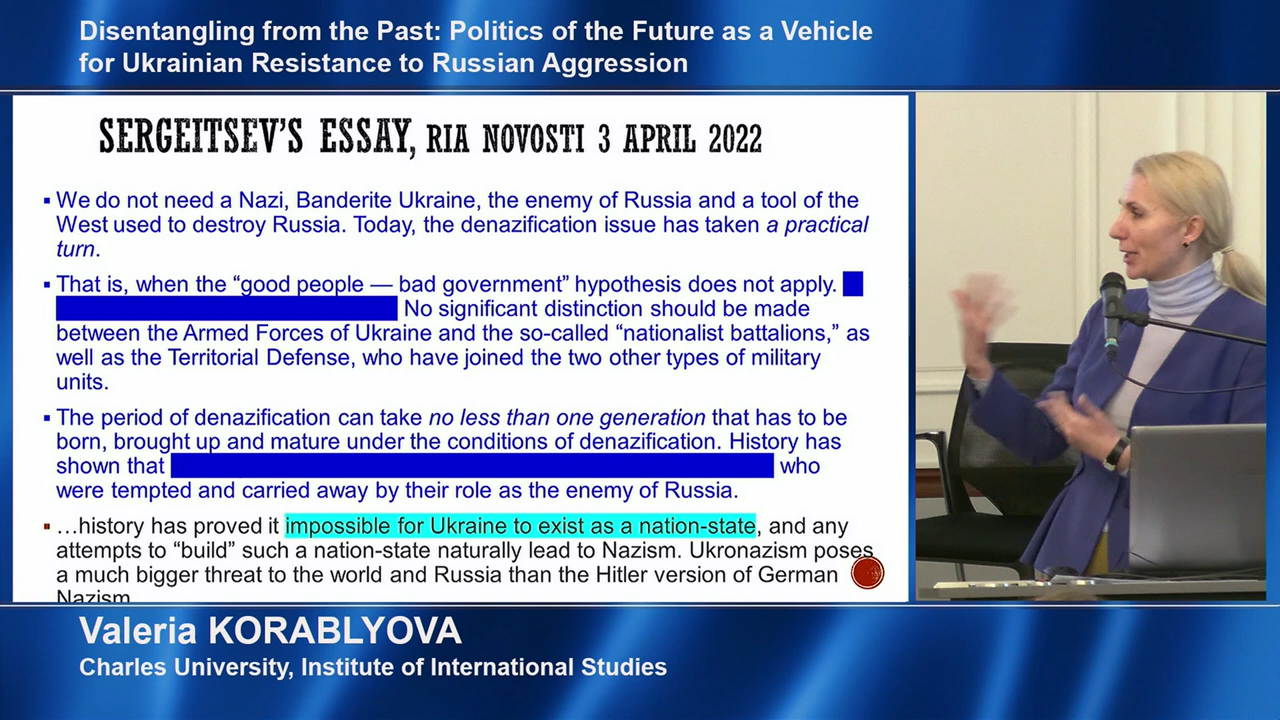 Disentangling from the Past: Politics of the Future as a Vehicle
for Ukrainian Resistance to Russian Aggression
SERGEITSEV'S ESSAY, RIA NOVOSTI 3 APRIL 2022
▪ We do not need a Nazi, Banderite Ukraine, the enemy of Russia and a tool of the
West used to destroy Russia. Today, the denazification issue has taken a practical
turn.
▪ That is, when the “good people — bad government” hypothesis does not apply.
No significant distinction should be made
between the Armed Forces of Ukraine and the so-called “nationalist battalions,” as
well as the Territorial Defense, who have joined the two other types of military
units.
▪ The period of denazification can take no less than one generation that has to be
born, brought up and mature under the conditions of denazification. History has
shown that who
were tempted and carried away by their role as the enemy of Russia.
▪ …history has proved it impossible for Ukraine to exist as a nation-state, and any
attempts to “build” such a nation-state naturally lead to Nazism. Ukronazism poses
a much bigger threat to the world and Russia than the Hitler version of German
Nazism
Valeria KORABLYOVA
Charles University, Institute of International Studies